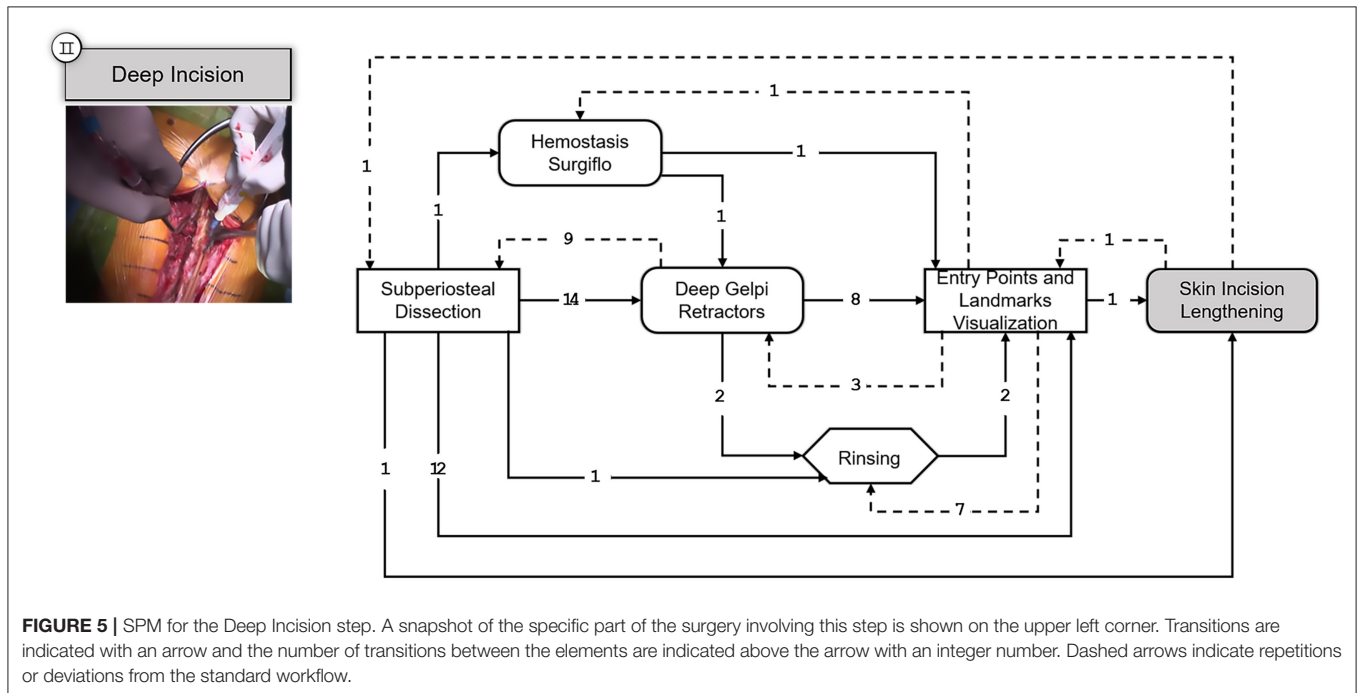 II
Deep Incision
1
Hemostasis
Surgiflo
1
1
1
1
9
1
Subperiosteal
Dissection
14
Deep Gelpi
Retractors
8
Entry Points and
Landmarks
Visualization
1
Skin Incision
Lengthening
3
2
2
1
12
1
Rinsing
7
FIGURE 5 | SPM for the Deep Incision step. A snapshot of the specific part of the surgery involving this step is shown on the upper left corner. Transitions are
indicated with an arrow and the number of transitions between the elements are indicated above the arrow with an integer number. Dashed arrows indicate repetitions
or deviations from the standard workflow.